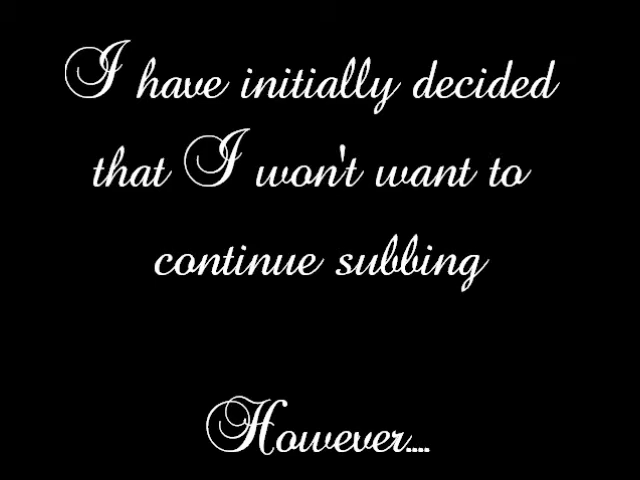 I have initially decided
that I won't want to
continue subbing
However....